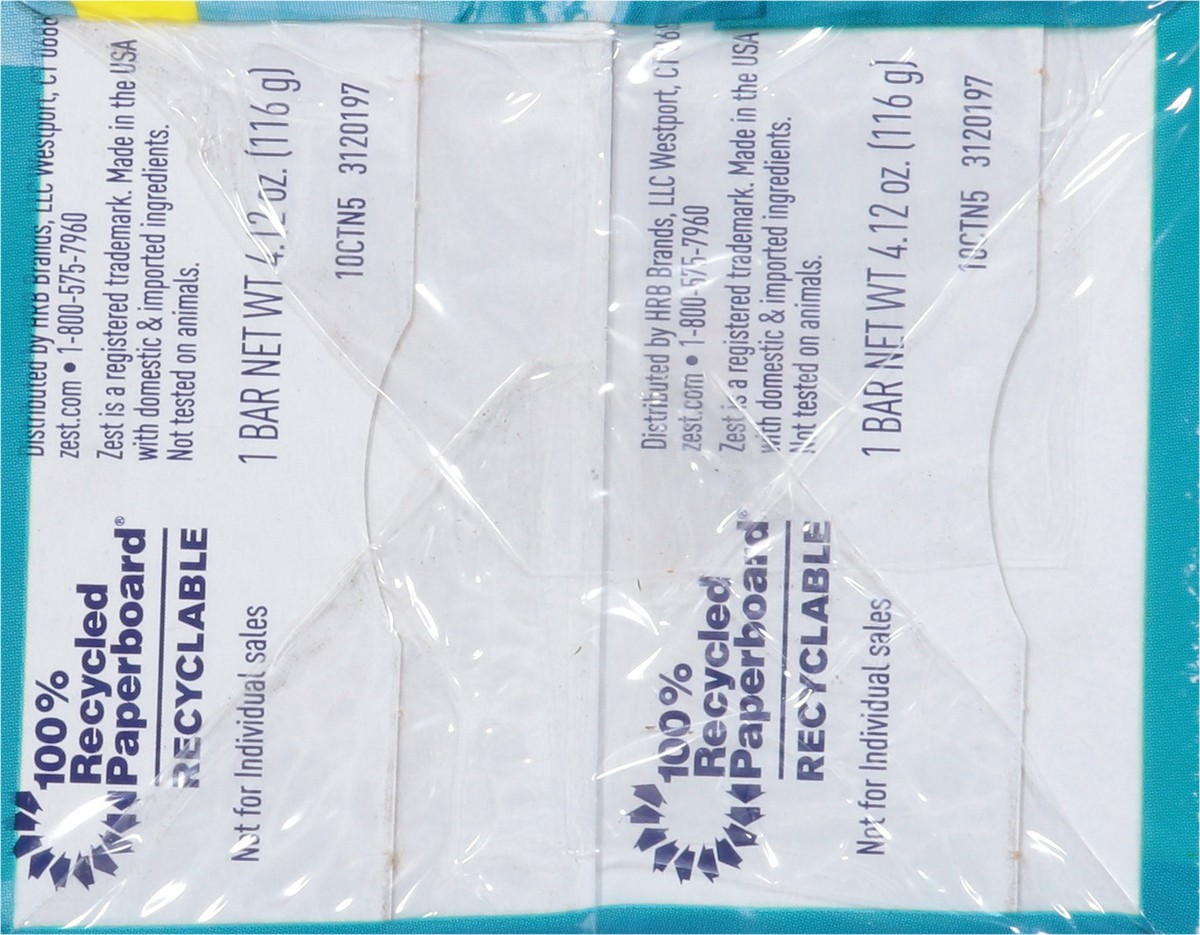 100%
Recycled
Paperboard®
RECYCLABLE
Not for Individual sales
Distributed by HRB Brands, LLC Westport, CT
zest.com • 1-800-575-7960
Zest is a registered trademark. Made in the USA
with domestic & imported ingredients.
Not tested on animals.
1 BAR NET WT 4.12 oz. (116 g)
10CTN5 3120197
100%
Recycled
Paperboard®
RECYCLABLE
Not for Individual sales
Distributed by HRB Brands, LLC Westport, CT
zest.com • 1-800-575-7960
Zest is a registered trademark. Made in the USA
with domestic & imported ingredients.
Not tested on animals.
1 BAR NET WT 4.12 oz. (116 g)
10CTN5 3120197